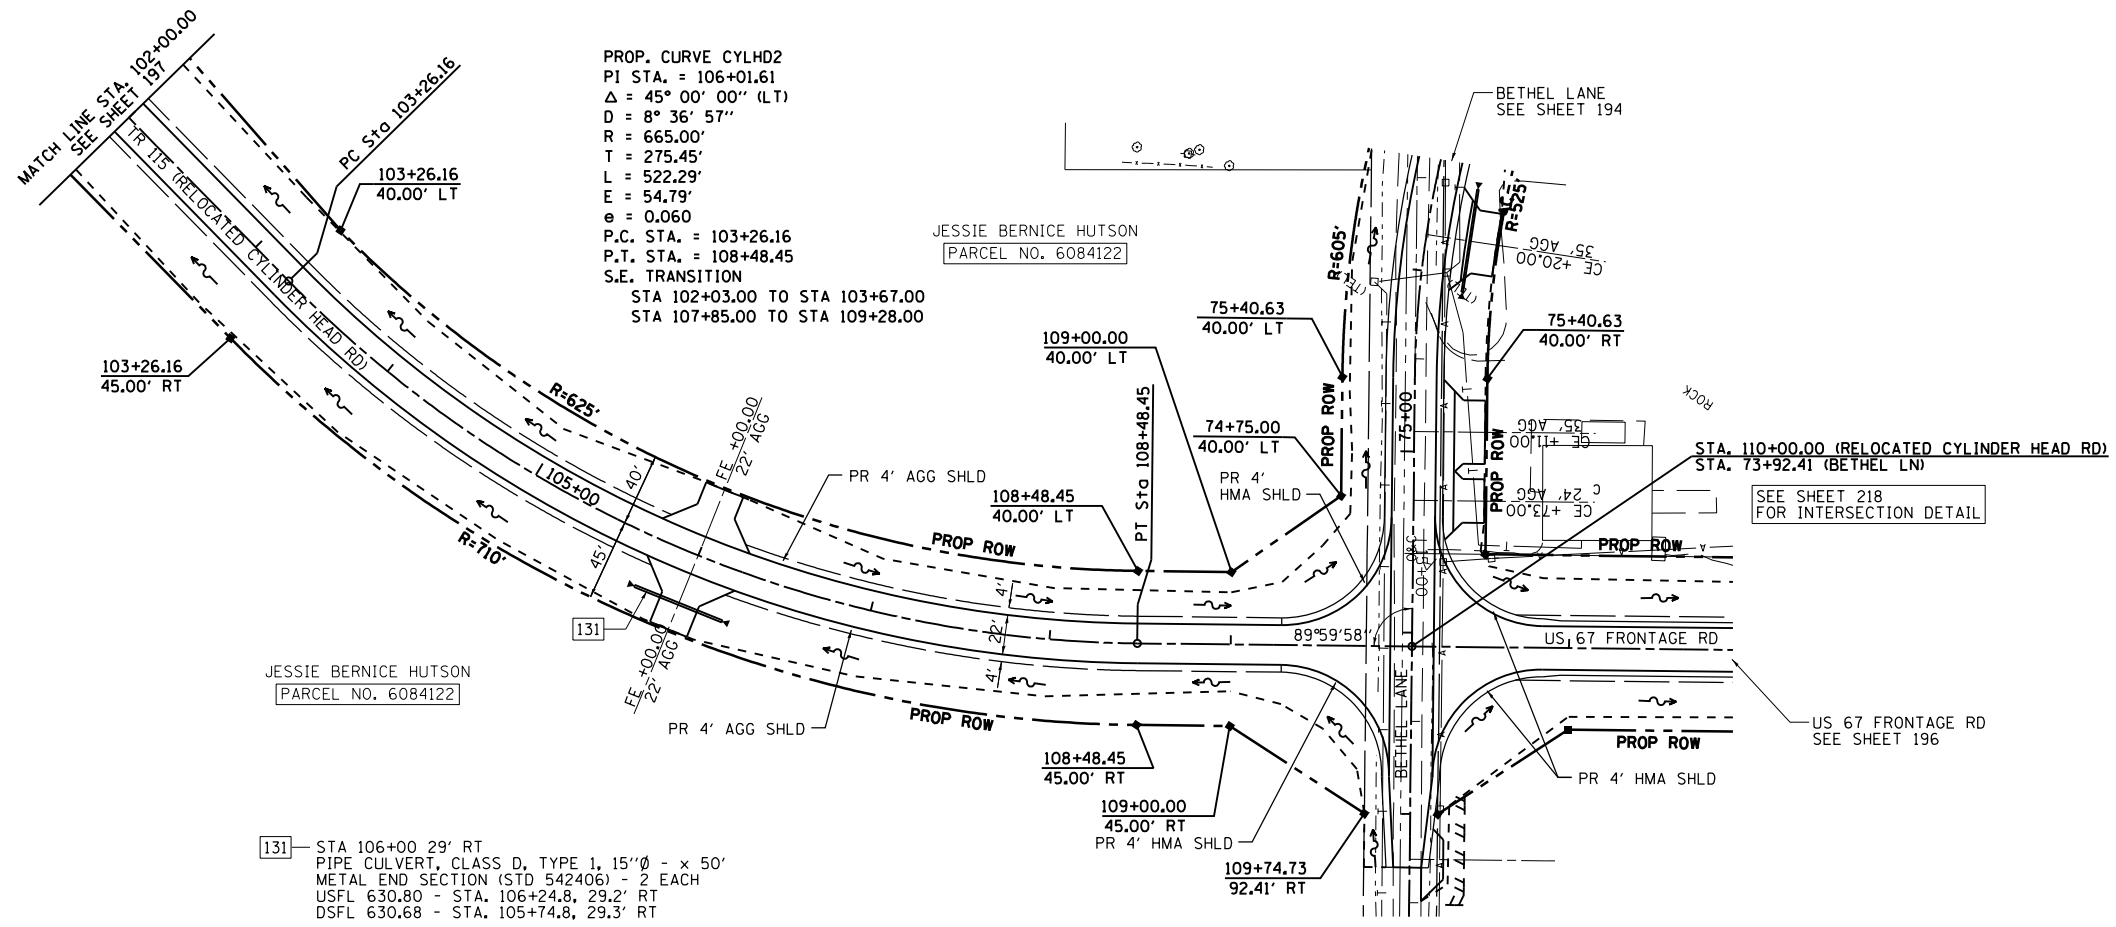 MATCH LINE STA. 102+00.00
SEE SHEET 197
PC Sta 103+26.16
103+26.16
40.00' LT
TR 115 (RELOCATED CYLINDER HEAD RD)
103+26.16
45.00' RT
PROP. CURVE CYLHD2
PI STA. = 106+01.61
Δ = 45° 00' 00'' (LT)
D = 8° 36' 57''
R = 665.00'
T = 275.45'
L = 522.29'
E = 54.79'
e = 0.060
P.C. STA. = 103+26.16
P.T. STA. = 108+48.45
S.E. TRANSITION
STA 102+03.00 TO STA 103+67.00
STA 107+85.00 TO STA 109+28.00
JESSIE BERNICE HUTSON
PARCEL NO. 6084122
BETHEL LANE
SEE SHEET 194
R=605'
R=525'
CE +20.00
35' AGG
75+40.63
40.00' LT
75+40.63
40.00' RT
109+00.00
40.00' LT
74+75.00
40.00' LT
PROP ROW
PR 4'
HMA SHLD
75+00
ROCK
CE +11.00
35' AGG
PROP ROW
CE +73.00
24' AGG
STA. 110+00.00 (RELOCATED CYLINDER HEAD RD)
STA. 73+92.41 (BETHEL LN)
SEE SHEET 218
FOR INTERSECTION DETAIL
R=625'
FE +00.00
22' AGG
PR 4' AGG SHLD
105+00
40'
45'
R=710'
108+48.45
40.00' LT
PT Sta 108+48.45
PROP ROW
PROP ROW
4'
22'
4'
89°59'58''
US 67 FRONTAGE RD
131
FE +00.00
22' AGG
JESSIE BERNICE HUTSON
PARCEL NO. 6084122
PR 4' AGG SHLD
PROP ROW
BETHEL LANE
US 67 FRONTAGE RD
SEE SHEET 196
PROP ROW
PR 4' HMA SHLD
108+48.45
45.00' RT
109+00.00
45.00' RT
PR 4' HMA SHLD
109+74.73
92.41' RT
131
STA 106+00 29' RT
PIPE CULVERT, CLASS D, TYPE 1, 15''Ø - x 50'
METAL END SECTION (STD 542406) - 2 EACH
USFL 630.80 - STA. 106+24.8, 29.2' RT
DSFL 630.68 - STA. 105+74.8, 29.3' RT